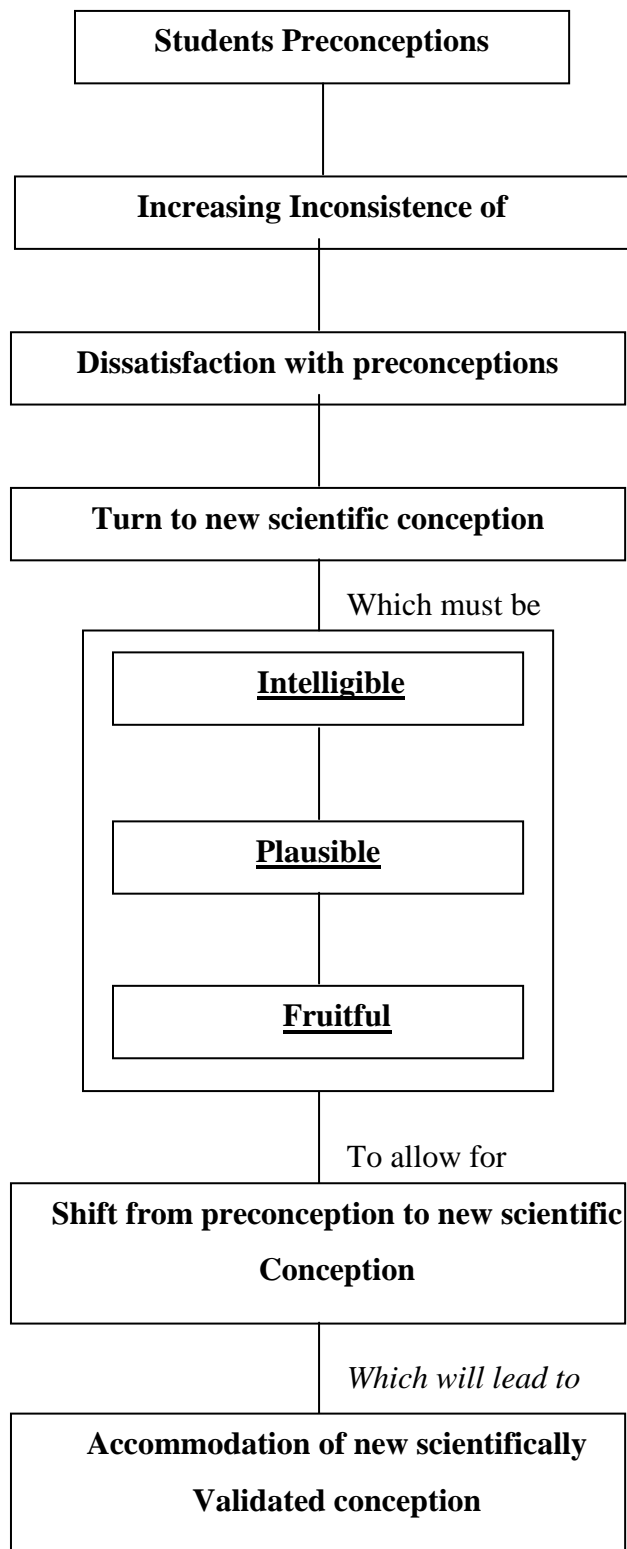 Students Preconceptions
Increasing Inconsistence of
Dissatisfaction with preconceptions
Turn to new scientific conception
Which must be
Intelligible
Plausible
Fruitful
To allow for
Shift from preconception to new scientific
Conception
Which will lead to
Accommodation of new scientifically
Validated conception